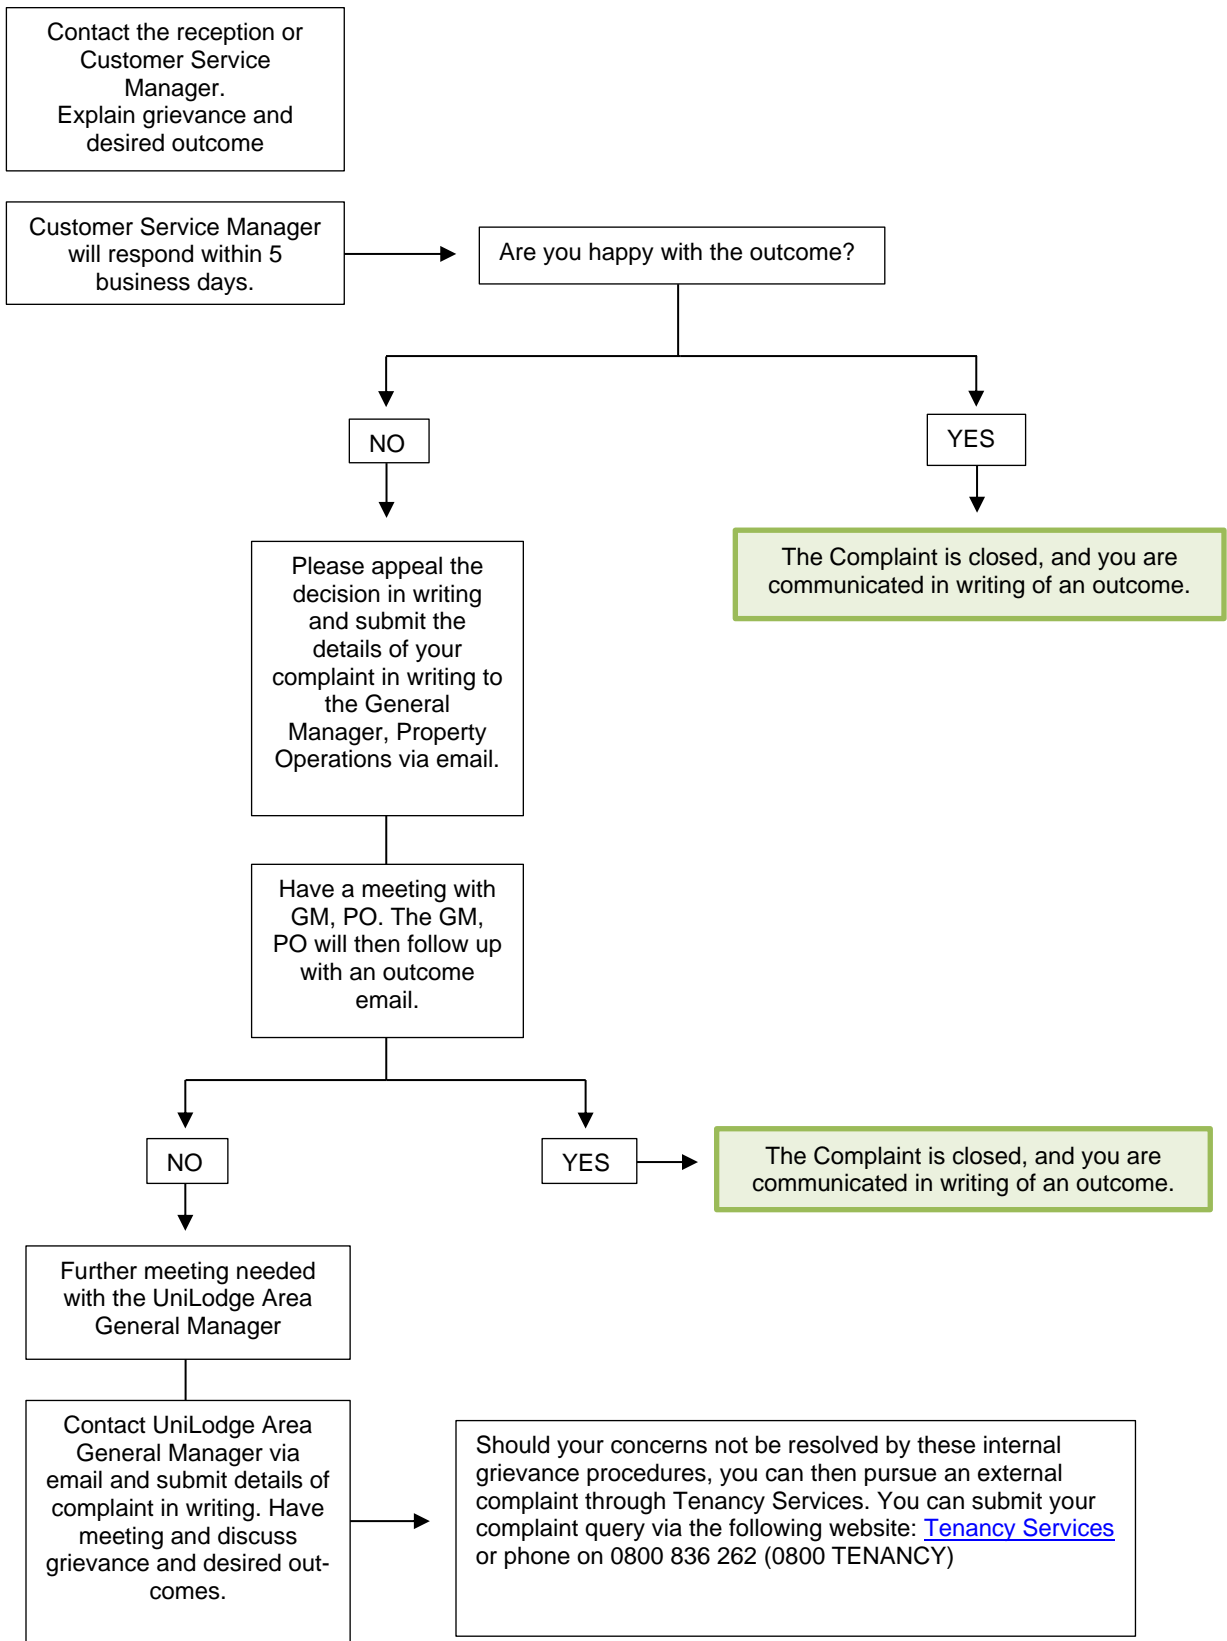 Contact the reception or
Customer Service
Manager.
Explain grievance and
desired outcome
Customer Service Manager
will respond within 5
business days.
Are you happy with the outcome?
NO
YES
Please appeal the
decision in writing
and submit the
details of your
complaint in writing to
the General
Manager, Property
Operations via email.
The Complaint is closed, and you are
communicated in writing of an outcome.
Have a meeting with
GM, PO. The GM,
PO will then follow up
with an outcome
email.
NO
YES
The Complaint is closed, and you are
communicated in writing of an outcome.
Further meeting needed
with the UniLodge Area
General Manager
Contact UniLodge Area
General Manager via
email and submit details of
complaint in writing. Have
meeting and discuss
grievance and desired out-
comes.
Should your concerns not be resolved by these internal
grievance procedures, you can then pursue an external
complaint through Tenancy Services. You can submit your
complaint query via the following website: Tenancy Services
or phone on 0800 836 262 (0800 TENANCY)